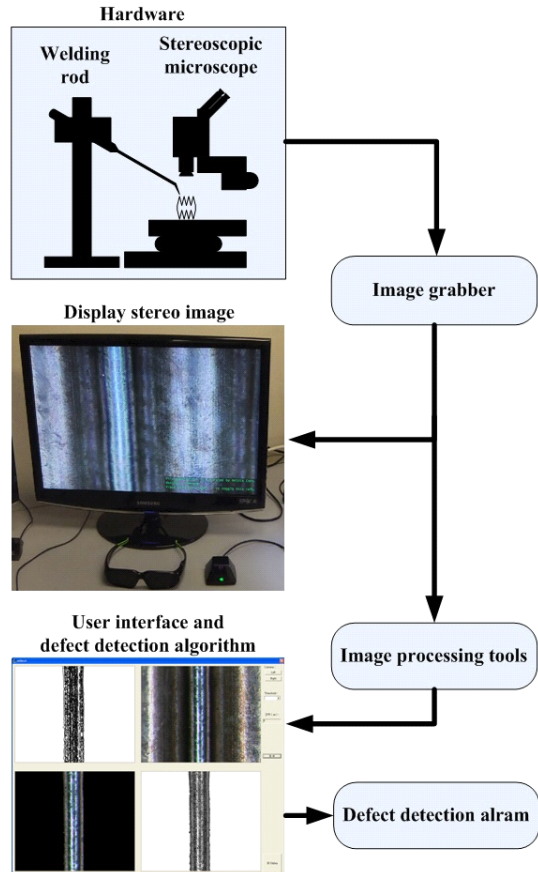 Hardware
Welding
rod
Stereoscopic
microscope
Image grabber
Display stereo image
SAMSUNG
User interface and
defect detection algorithm
Image processing tools
Defect detection alram